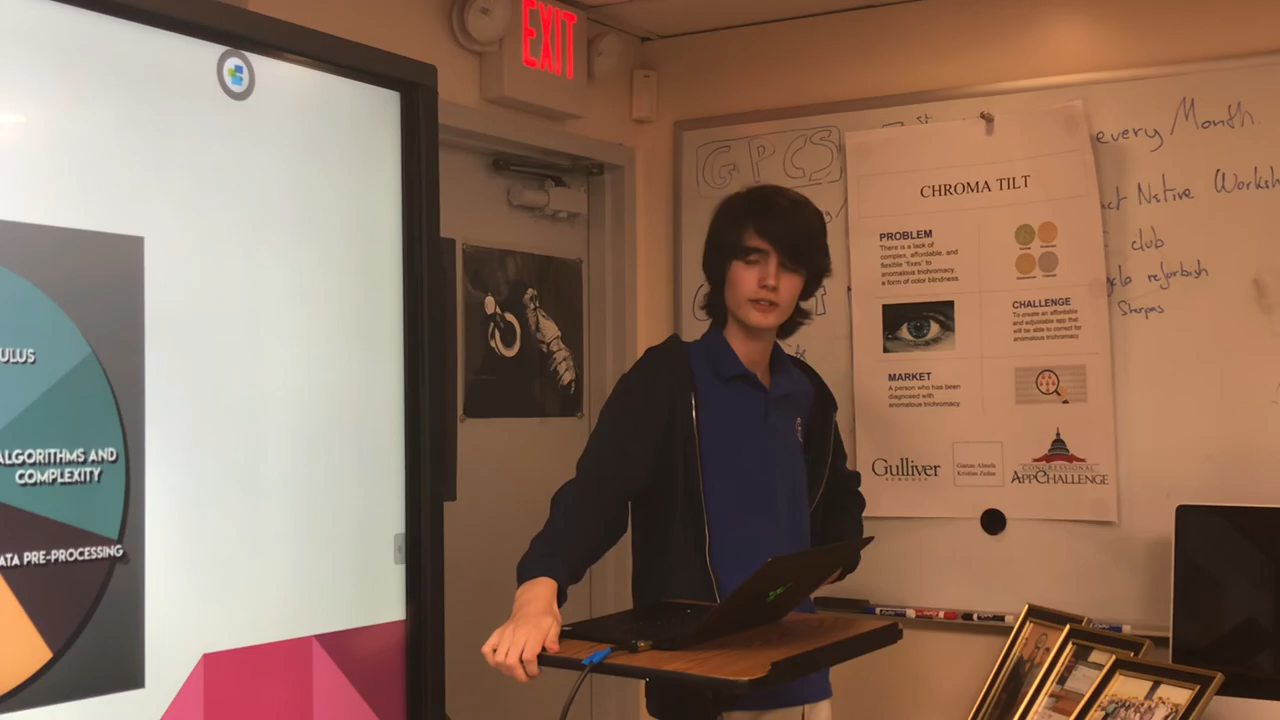 EXIT
ULUS
ALGORITHMS AND
COMPLEXITY
ATA PRE-PROCESSING
GPCS
every Month
Native Worksh
club
refurbish
Sherpas
CHROMA TILT
PROBLEM
There is a lack of
complex, affordable, and
flexible "fixes" to
anomalous trichromacy,
a form of color blindness.
CHALLENGE
To create an affordable
and adjustable app that
will be able to correct for
anomalous trichromacy
MARKET
A person who has been
diagnosed with
anomalous trichromacy
Gulliver
SCHOOLS
CONGRESSIONAL
APPCHALLENGE